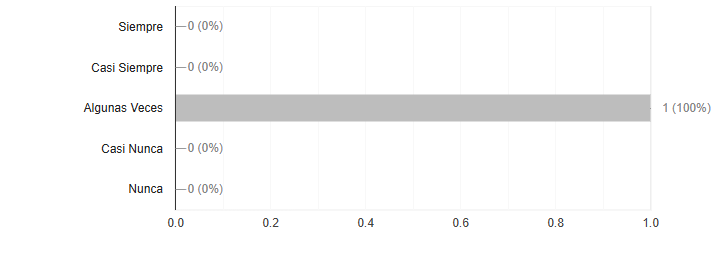 Siempre 0 (0%)
Casi Siempre 0 (0%)
Algunas Veces 1 (100%)
Casi Nunca 0 (0%)
Nunca 0 (0%)
0.0 0.2 0.4 0.6 0.8 1.0